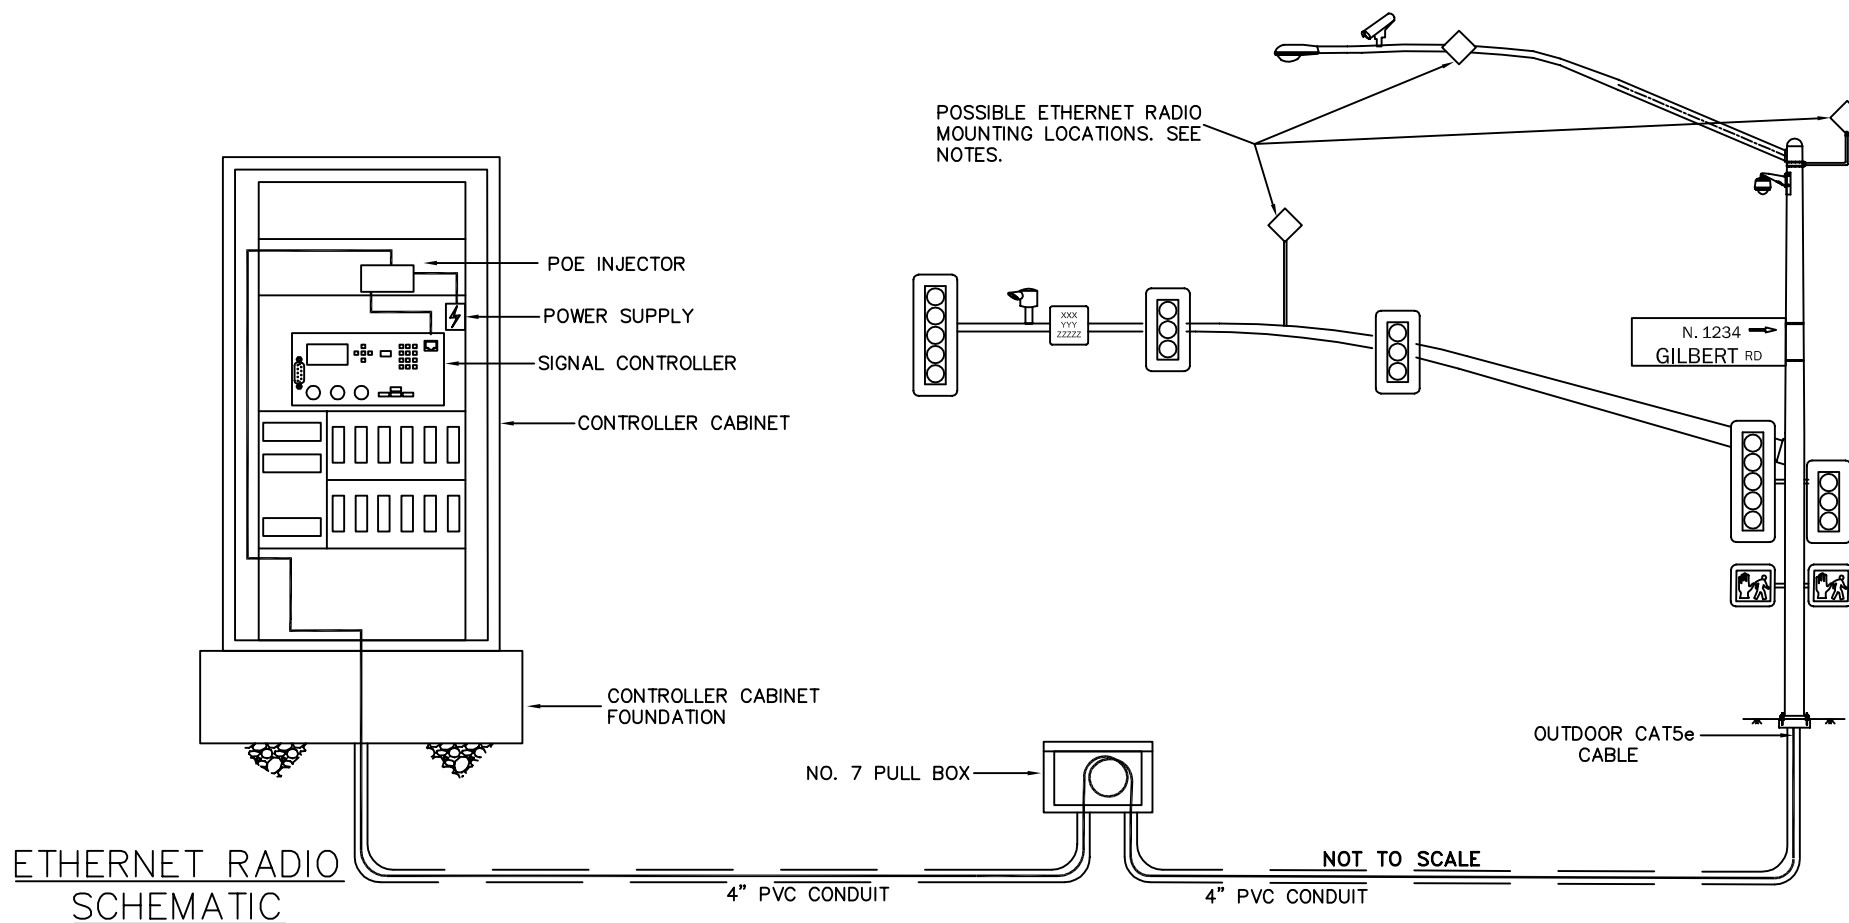 POSSIBLE ETHERNET RADIO
MOUNTING LOCATIONS. SEE
NOTES.
POE INJECTOR
POWER SUPPLY
SIGNAL CONTROLLER
CONTROLLER CABINET
XXX
YYY
ZZZZZ
N. 1234
GILBERT RD
CONTROLLER CABINET
FOUNDATION
OUTDOOR CAT5e
CABLE
NO. 7 PULL BOX
ETHERNET RADIO
SCHEMATIC
4" PVC CONDUIT
NOT TO SCALE
4" PVC CONDUIT